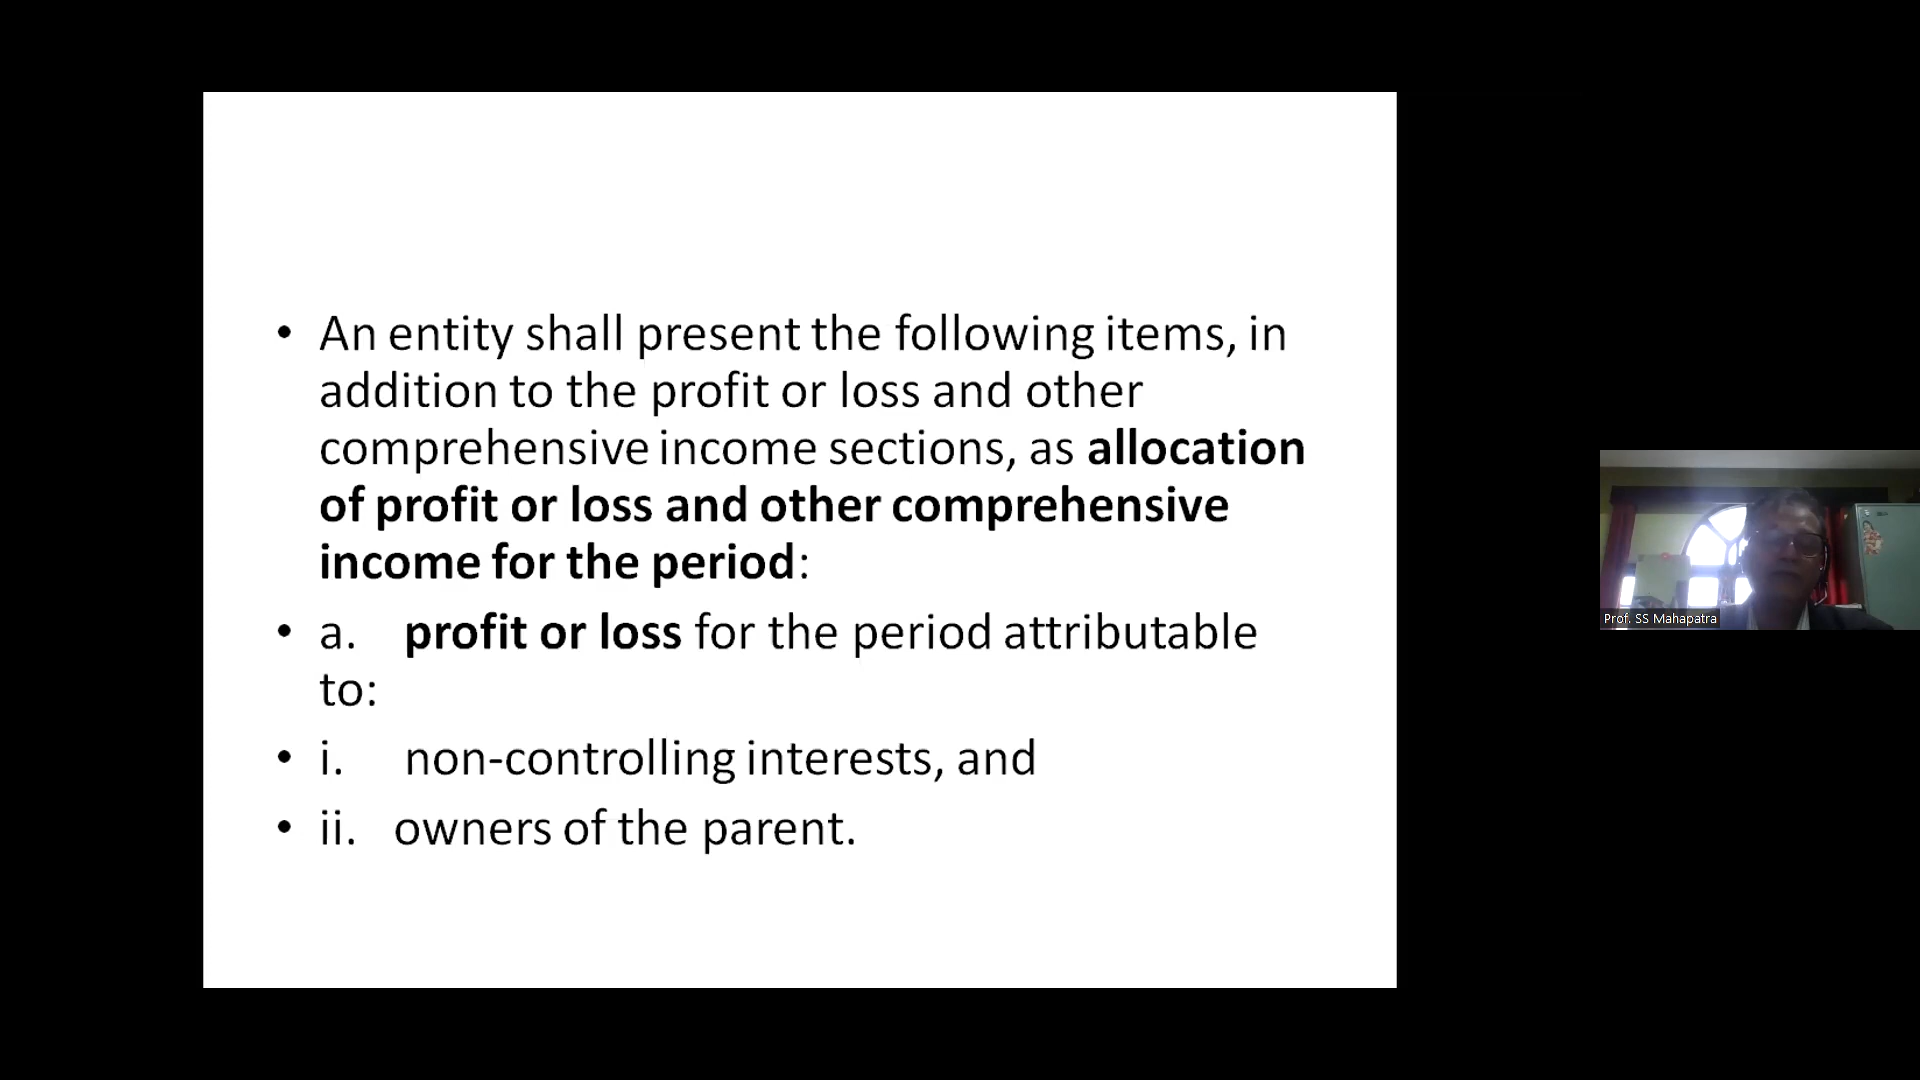 • An entity shall present the following items, in
addition to the profit or loss and other
comprehensive income sections, as allocation
of profit or loss and other comprehensive
income for the period:
• a. profit or loss for the period attributable
to:
• i. non-controlling interests, and
• ii. owners of the parent.
Prof. SS Mahapatra